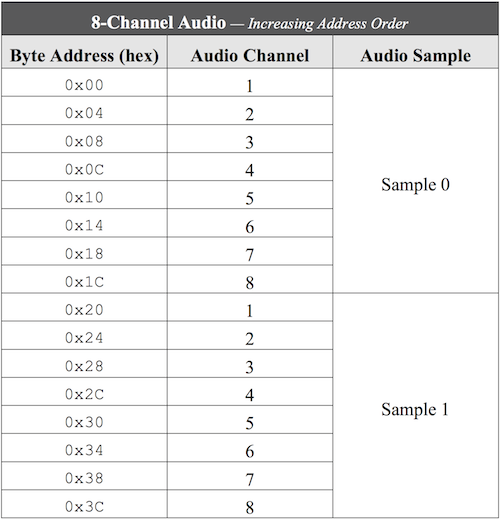 8-Channel Audio — Increasing Address Order
Byte Address (hex) Audio Channel Audio Sample
0x00 1
0x04 2
0x08 3
0x0C 4
Sample 0
0x10 5
0x14 6
0x18 7
0x1C 8
0x20 1
0x24 2
0x28 3
0x2C 4
Sample 1
0x30 5
0x34 6
0x38 7
0x3C 8